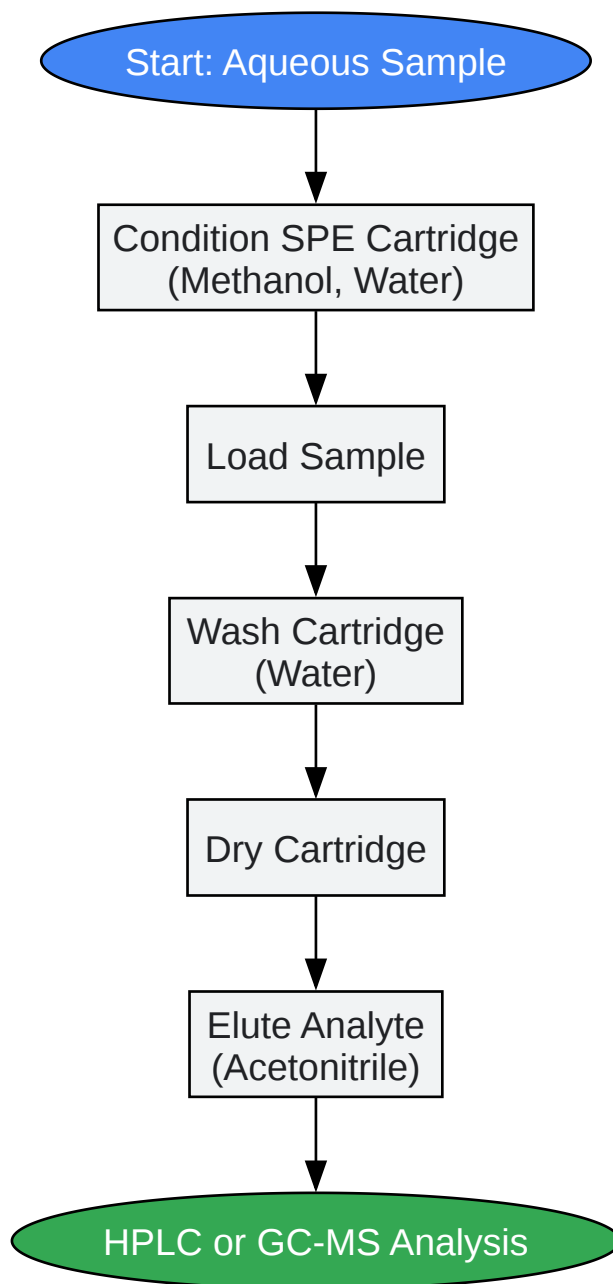 Start: Aqueous Sample
Condition SPE Cartridge
(Methanol, Water)
Load Sample
Wash Cartridge
(Water)
Dry Cartridge
Elute Analyte
(Acetonitrile)
HPLC or GC-MS Analysis